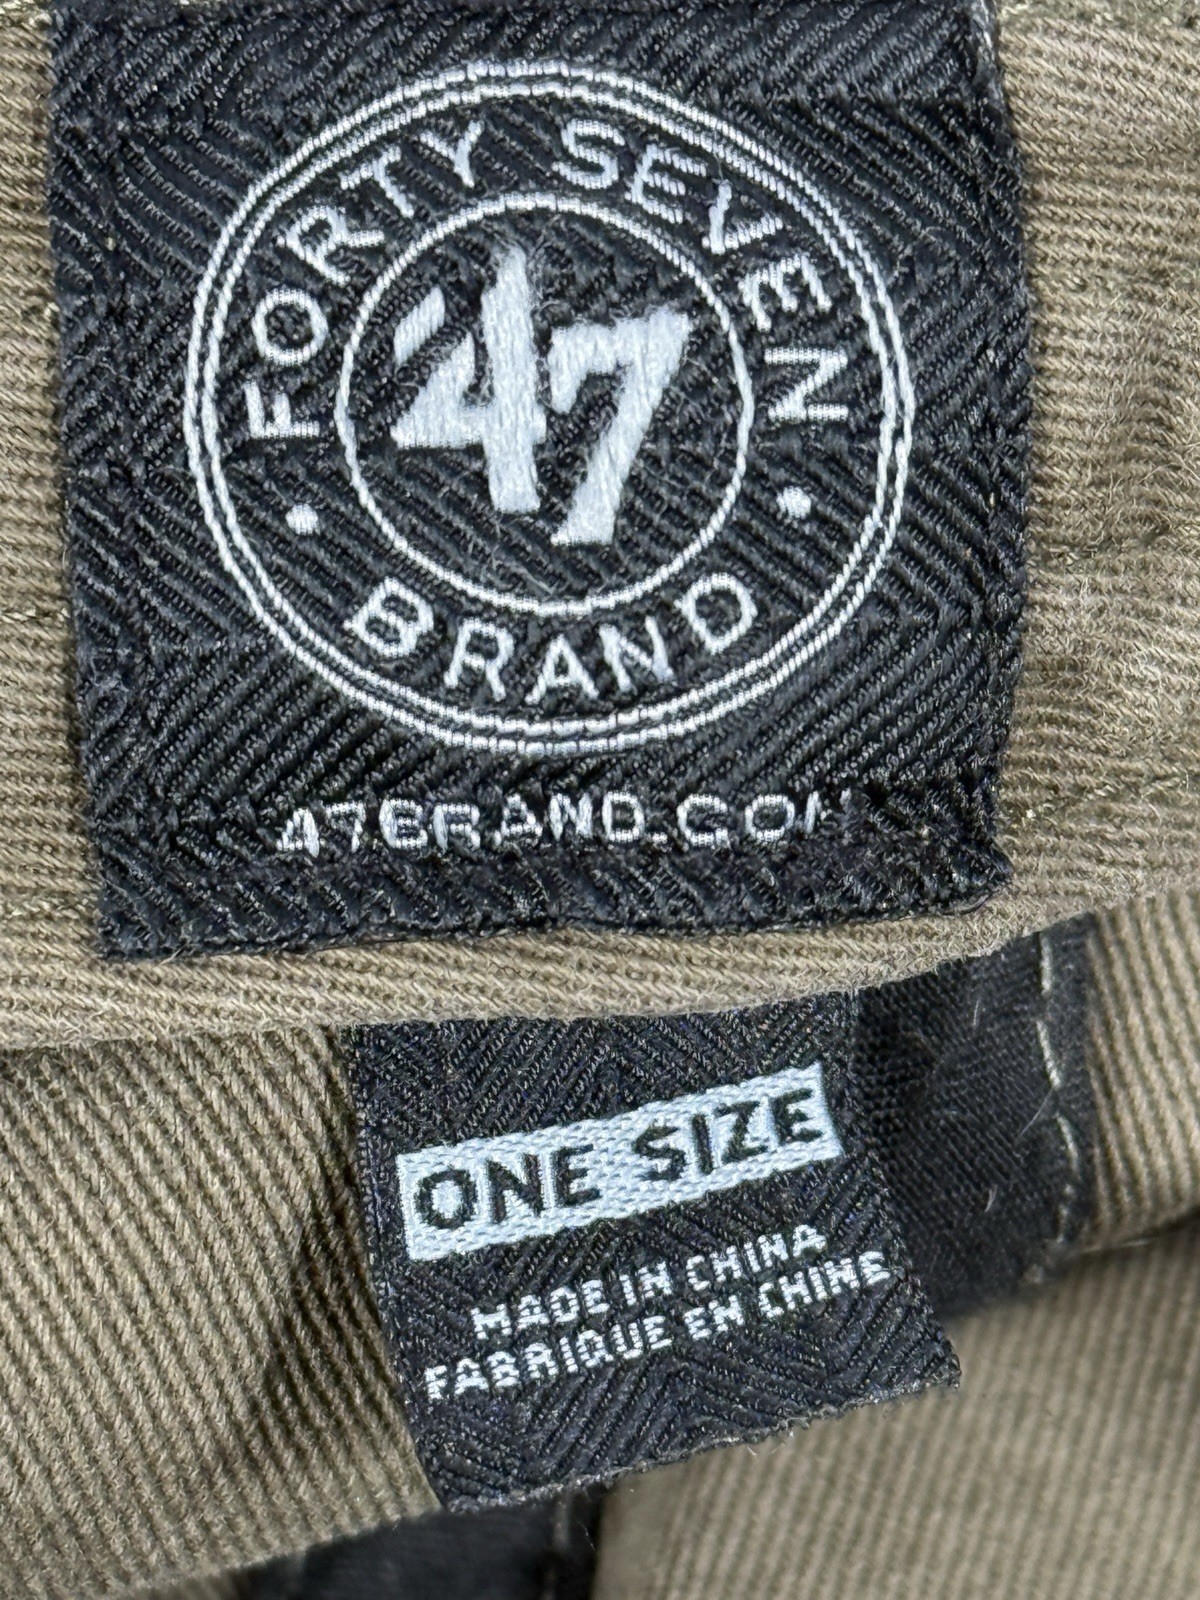 FORTY SEVEN
47
BRAND
47BRAND.COM
ONE SIZE
MADE IN CHINA
FABRIQUE EN CHINE